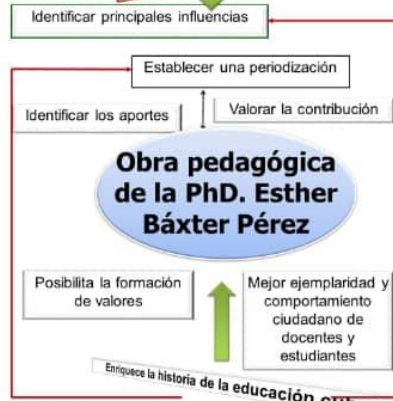 Identificar principales influencias
Establecer una periodización
Identificar los aportes
Valorar la contribución
Obra pedagógica
de la PhD. Esther
Báxter Pérez
Posibilita la formación
de valores
Mejor ejemplaridad y
comportamiento
ciudadano de
docentes y
estudiantes
Enriquece la historia de la educación